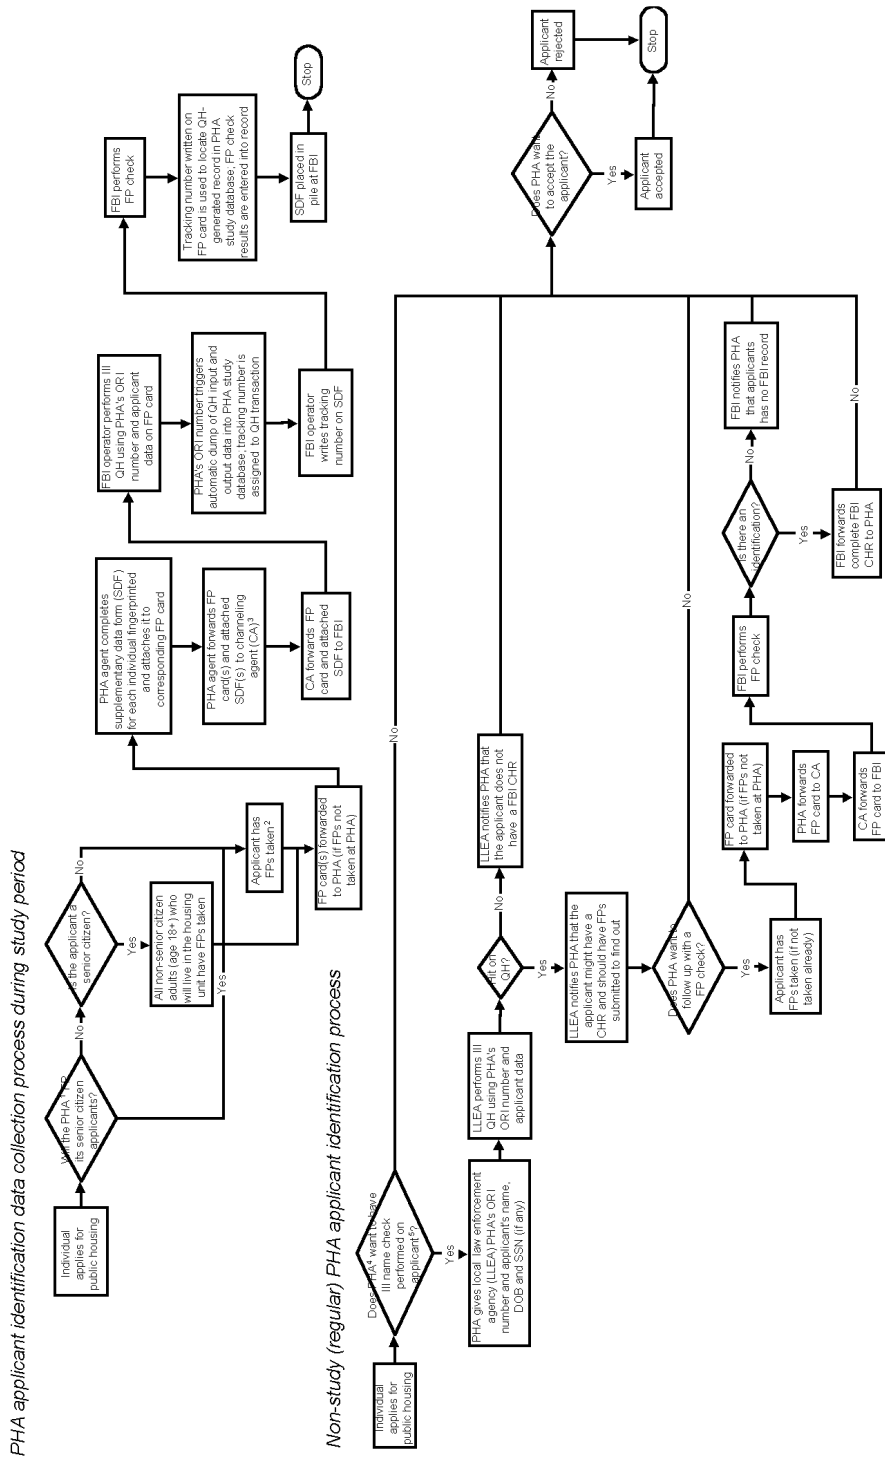 PHA applicant identification data collection process during study period
Individual
applies for
public housing
Will the PHA¹ FP
its senior citizen
applicants?
No
Yes
Is the applicant a
senior citizen?
No
Yes
All non-senior citizen
adults (age 18+) who
will live in the housing
unit have FPs taken
Applicant has
FPs taken²
FP card(s) forwarded
to PHA (if FPs not
taken at PHA)
PHA agent completes
supplementary data form (SDF)
for each individual fingerprinted
and attaches it to
corresponding FP card
PHA agent forwards FP
card(s) and attached
SDF(s) to channeling
agent (CA)³
CA forwards FP
card and attached
SDF to FBI
FBI operator performs III
QH using PHA's ORI
number and applicant
data on FP card
PHA's ORI number triggers
automatic dump of QH input and
output data into PHA study
database; tracking number is
assigned to QH transaction
FBI operator
writes tracking
number on SDF
FBI performs
FP check
Tracking number written on
FP card is used to locate QH-
generated record in PHA
study database; FP check
results are entered into record
SDF placed in
pile at FBI
Stop
Non-study (regular) PHA applicant identification process
Individual
applies for
public housing
Does PHA⁴ want to have
III name check
performed on
applicant⁵?
No
Yes
PHA gives local law enforcement
agency (LLEA) PHA's ORI
number and applicant's name,
DOB and SSN (if any)
LLEA performs III
QH using PHA's
ORI number and
applicant data
Hit on
QH?
No
Yes
LLEA notifies PHA that
the applicant does not
have a FBI CHR
LLEA notifies PHA that the
applicant might have a
CHR and should have FPs
submitted to find out
Does PHA want to
follow up with a
FP check?
No
Yes
Applicant has
FPs taken (if not
taken already)
FP card forwarded
to PHA (if FPs not
taken at PHA)
PHA forwards
FP card to CA
CA forwards
FP card to FBI
FBI performs
FP check
Is there an
identification?
No
Yes
FBI notifies PHA
that applicants
has no FBI record
FBI forwards
complete FBI
CHR to PHA
No
Does PHA want
to accept the
applicant?
No
Yes
Applicant
rejected
Applicant
accepted
Stop